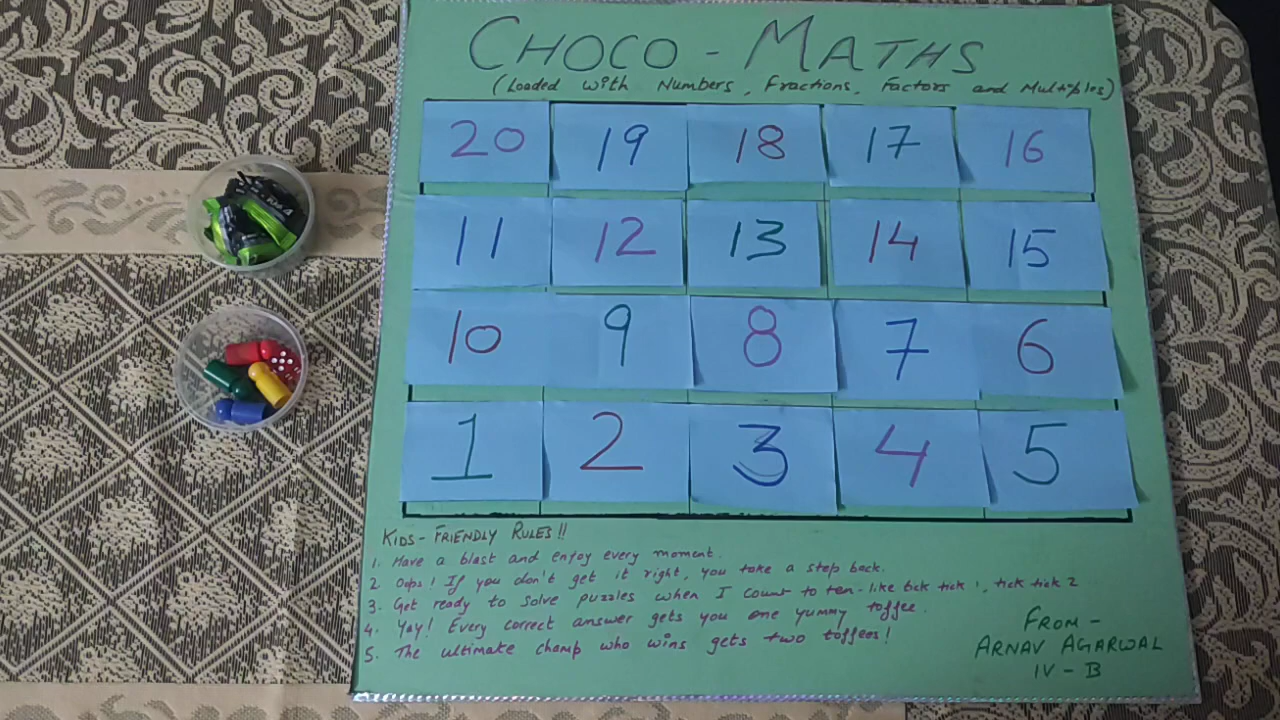 CHOCO - MATHS
(Loaded with Numbers, Fractions, Factors and Multiples)
20 19 18 17 16
11 12 13 14 15
10 9 8 7 6
1 2 3 4 5
KIDS - FRIENDLY RULES!!
1. Have a blast and enjoy every moment.
2. Oops! If you don't get it right, you take a step back.
3. Get ready to solve puzzles when I count to ten - like tick tick 1, tick tick 2
4. Yay! Every correct answer gets you one yummy toffee.
5. The ultimate champ who wins gets two toffees!
FROM -
ARNAV AGARWAL
IV - B